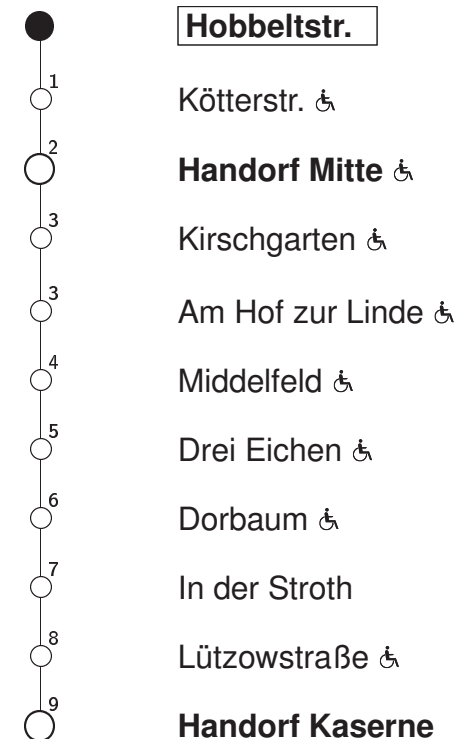 Hobbeltstr.
1 Kötterstr.
2 Handorf Mitte
3 Kirschgarten
3 Am Hof zur Linde
4 Middelfeld
5 Drei Eichen
6 Dorbaum
7 In der Stroth
8 Lützowstraße
9 Handorf Kaserne